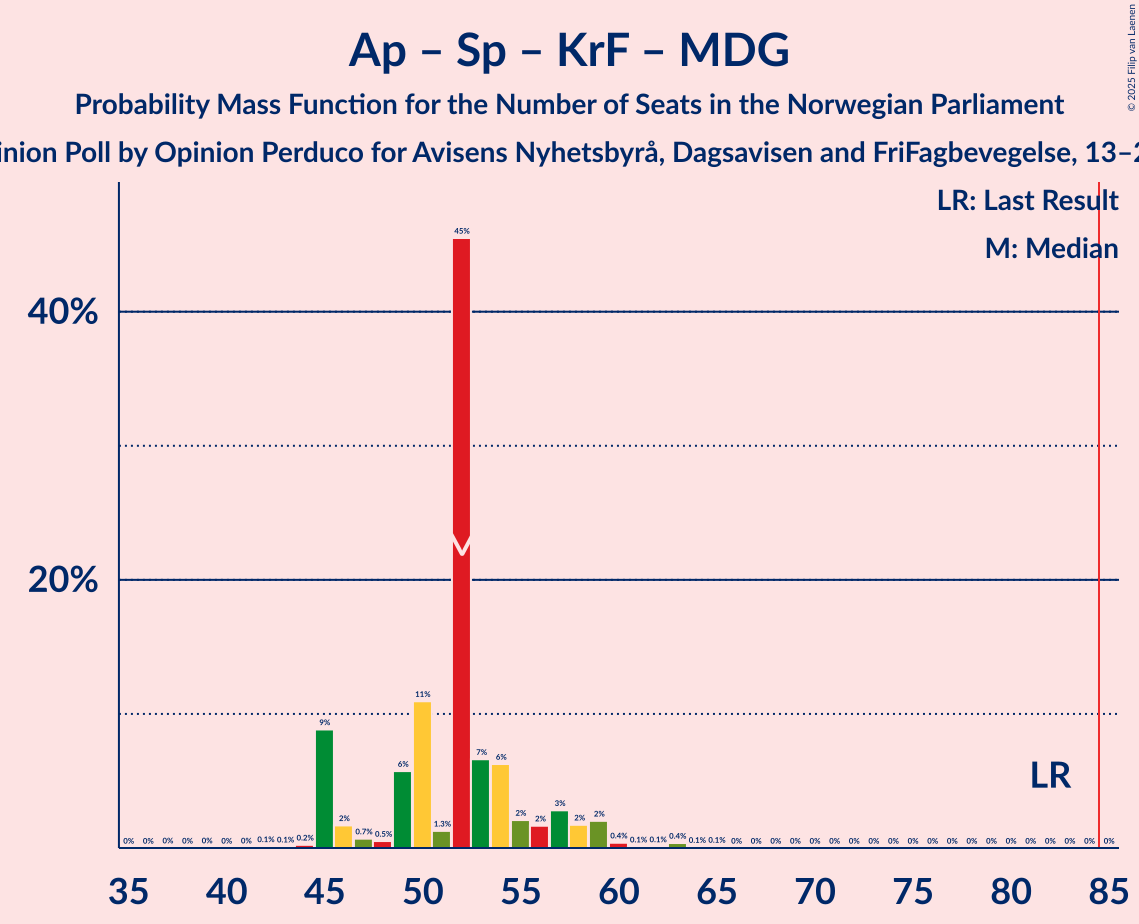 Ap – Sp – KrF – MDG
Probability Mass Function for the Number of Seats in the Norwegian Parliament
Poll by Opinion Perduco for Avisens Nyhetsbyrå, Dagsavisen and FriFagbevegelse,
© 2025 Filip van Laenen
LR: Last Result
M: Median
45%
40%
20%
11%
9%
7%
6%
6%
3%
2%
2%
2%
2%
2%
1.3%
LR
0% 0% 0% 0% 0% 0% 0% 0.1% 0.1% 0.2% 0.7% 0.5% 0.4% 0.1% 0.1% 0.4% 0.1% 0.1% 0% 0% 0% 0% 0% 0% 0% 0% 0% 0% 0% 0% 0% 0% 0% 0% 0% 0% 0% 0%
35 40 45 50 55 60 65 70 75 80 85